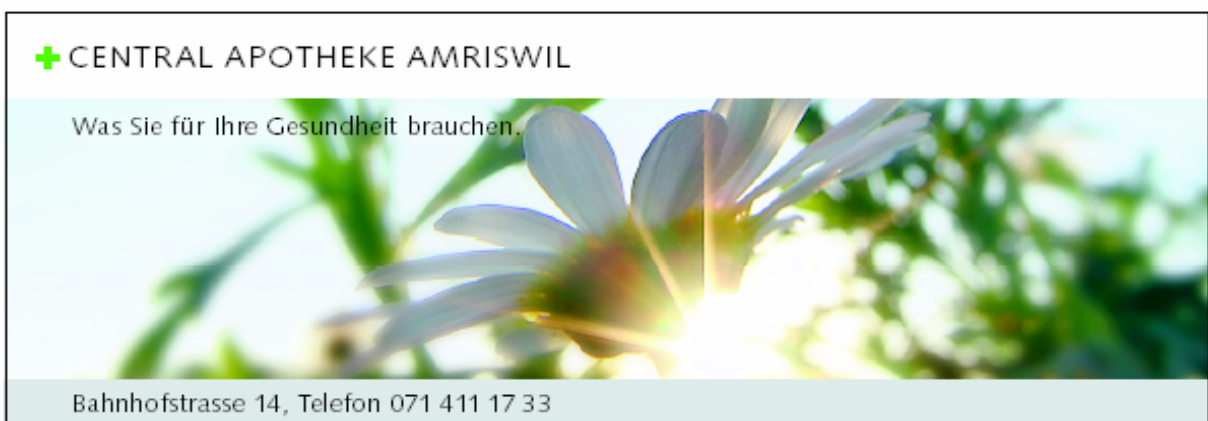 CENTRAL APOTHEKE AMRISWIL
Was Sie für Ihre Gesundheit brauchen.
Bahnhofstrasse 14, Telefon 071 411 17 33